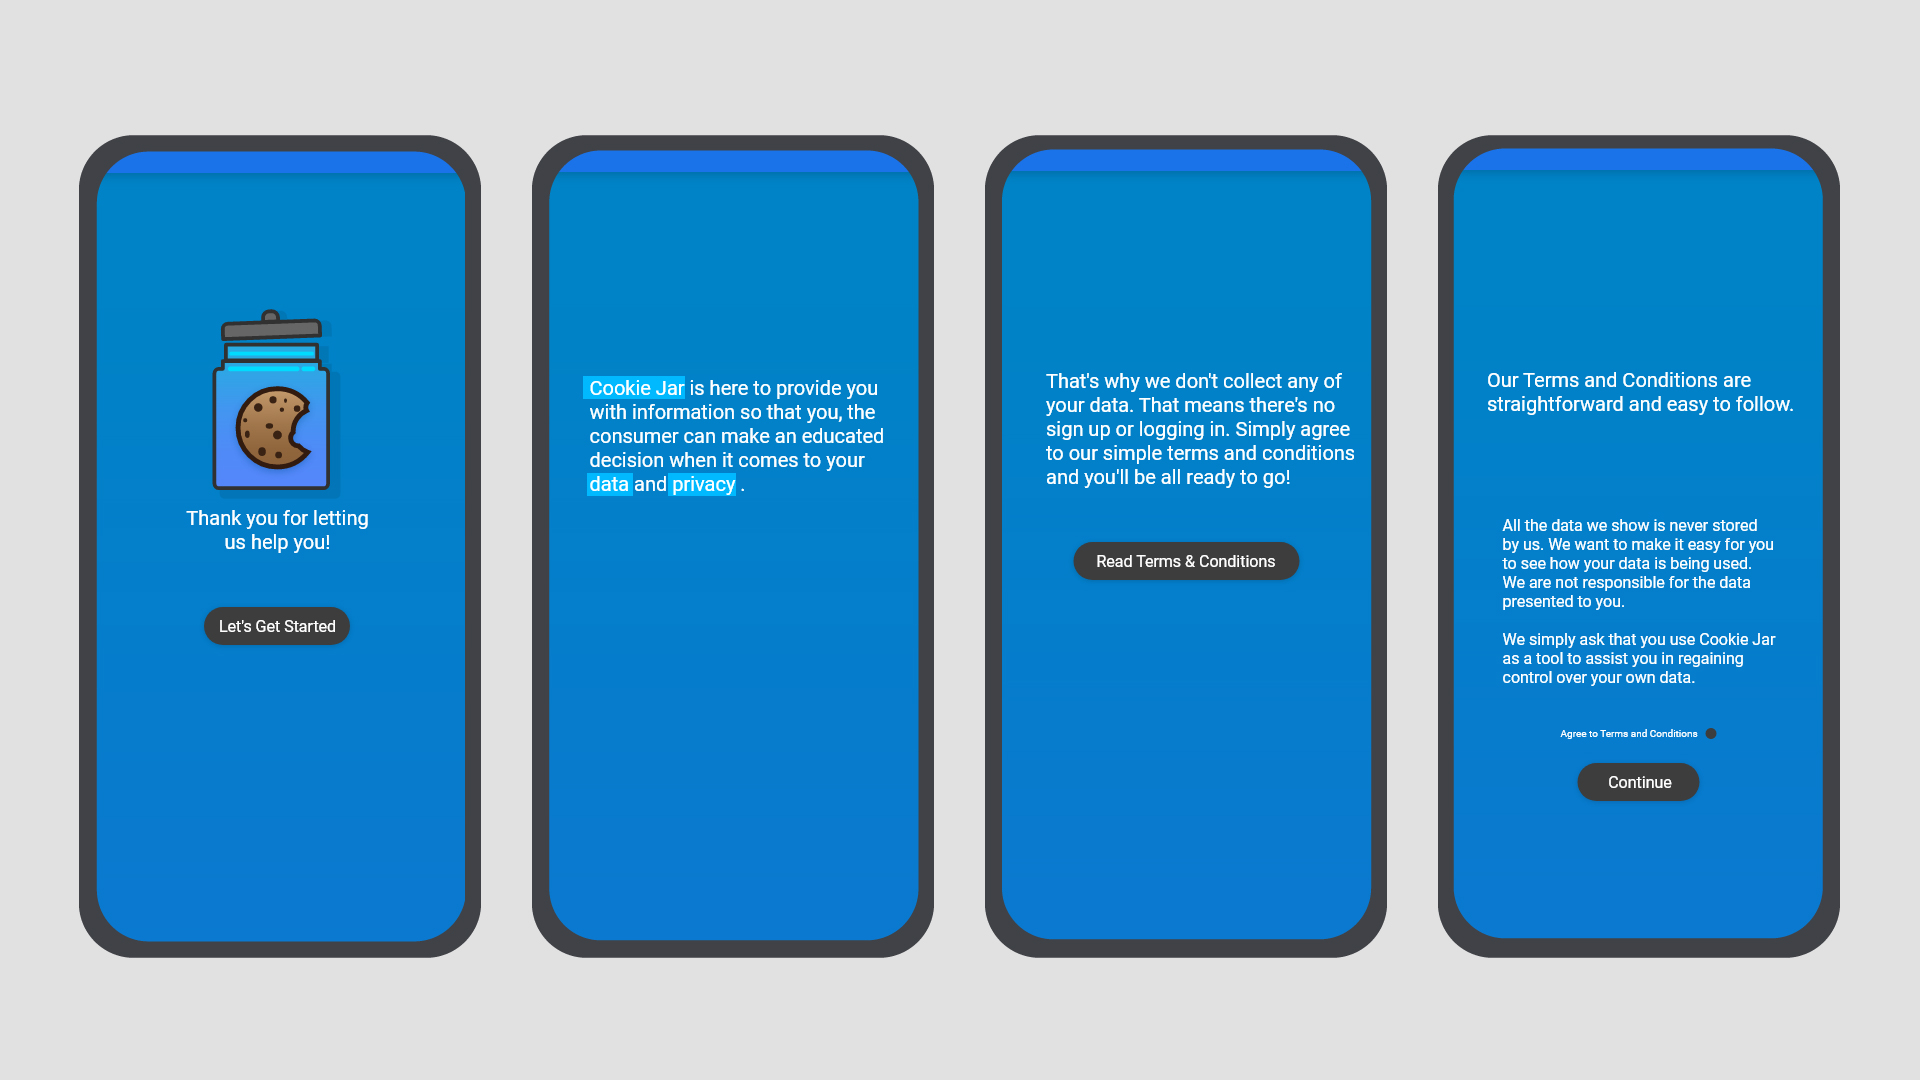 Thank you for letting
us help you!
Let's Get Started
Cookie Jar is here to provide you
with information so that you, the
consumer can make an educated
decision when it comes to your
data and privacy .
That's why we don't collect any of
your data. That means there's no
sign up or logging in. Simply agree
to our simple terms and conditions
and you'll be all ready to go!
Read Terms & Conditions
Our Terms and Conditions are
straightforward and easy to follow.
All the data we show is never stored
by us. We want to make it easy for you
to see how your data is being used.
We are not responsible for the data
presented to you.
We simply ask that you use Cookie Jar
as a tool to assist you in regaining
control over your own data.
Agree to Terms and Conditions
Continue